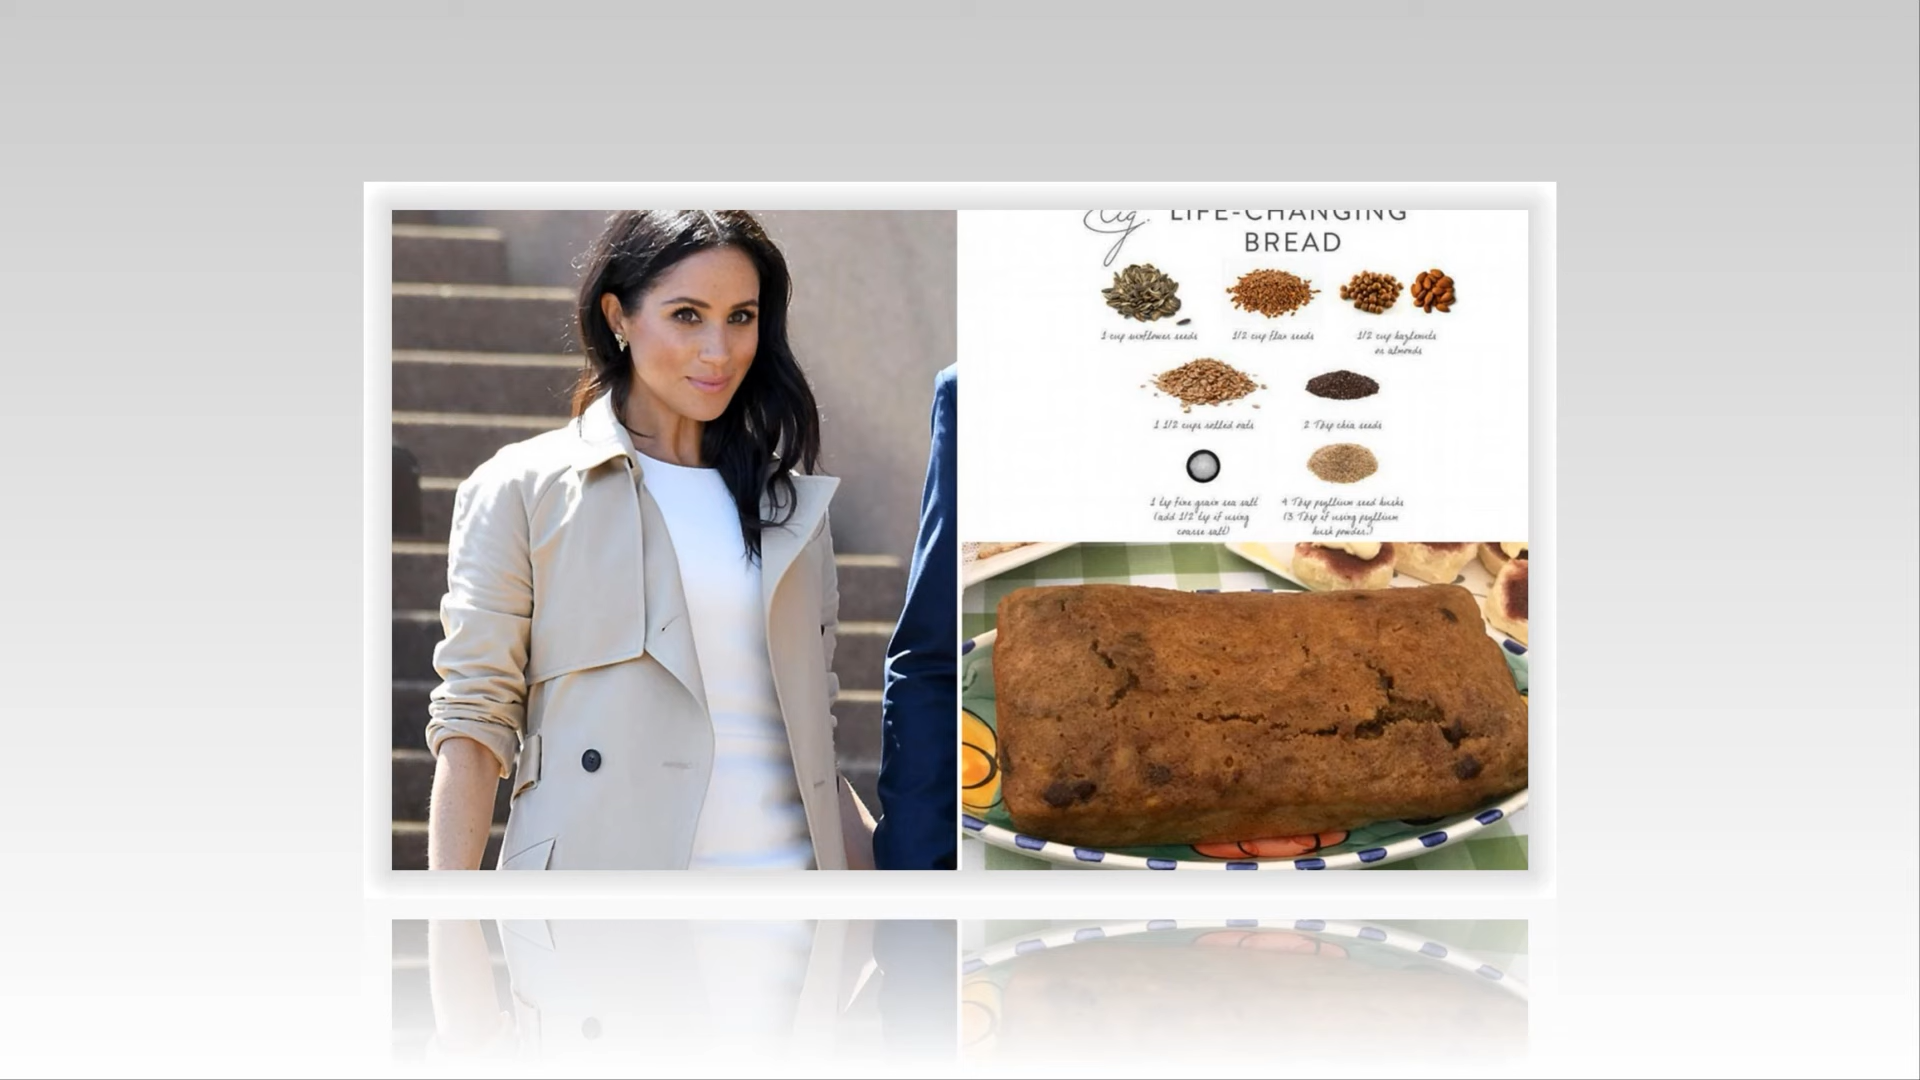 Tig. LIFE-CHANGING
BREAD
1 cup sunflower seeds
1/2 cup flax seeds
1/2 cup hazlenuts
or almonds
1 1/2 cups rolled oats
2 Tbsp chia seeds
1 tsp fine grain sea salt
(add 1/2 tsp if using
coarse salt)
4 Tbsp psyllium seed husks
(3 Tbsp if using psyllium
husk powder.)